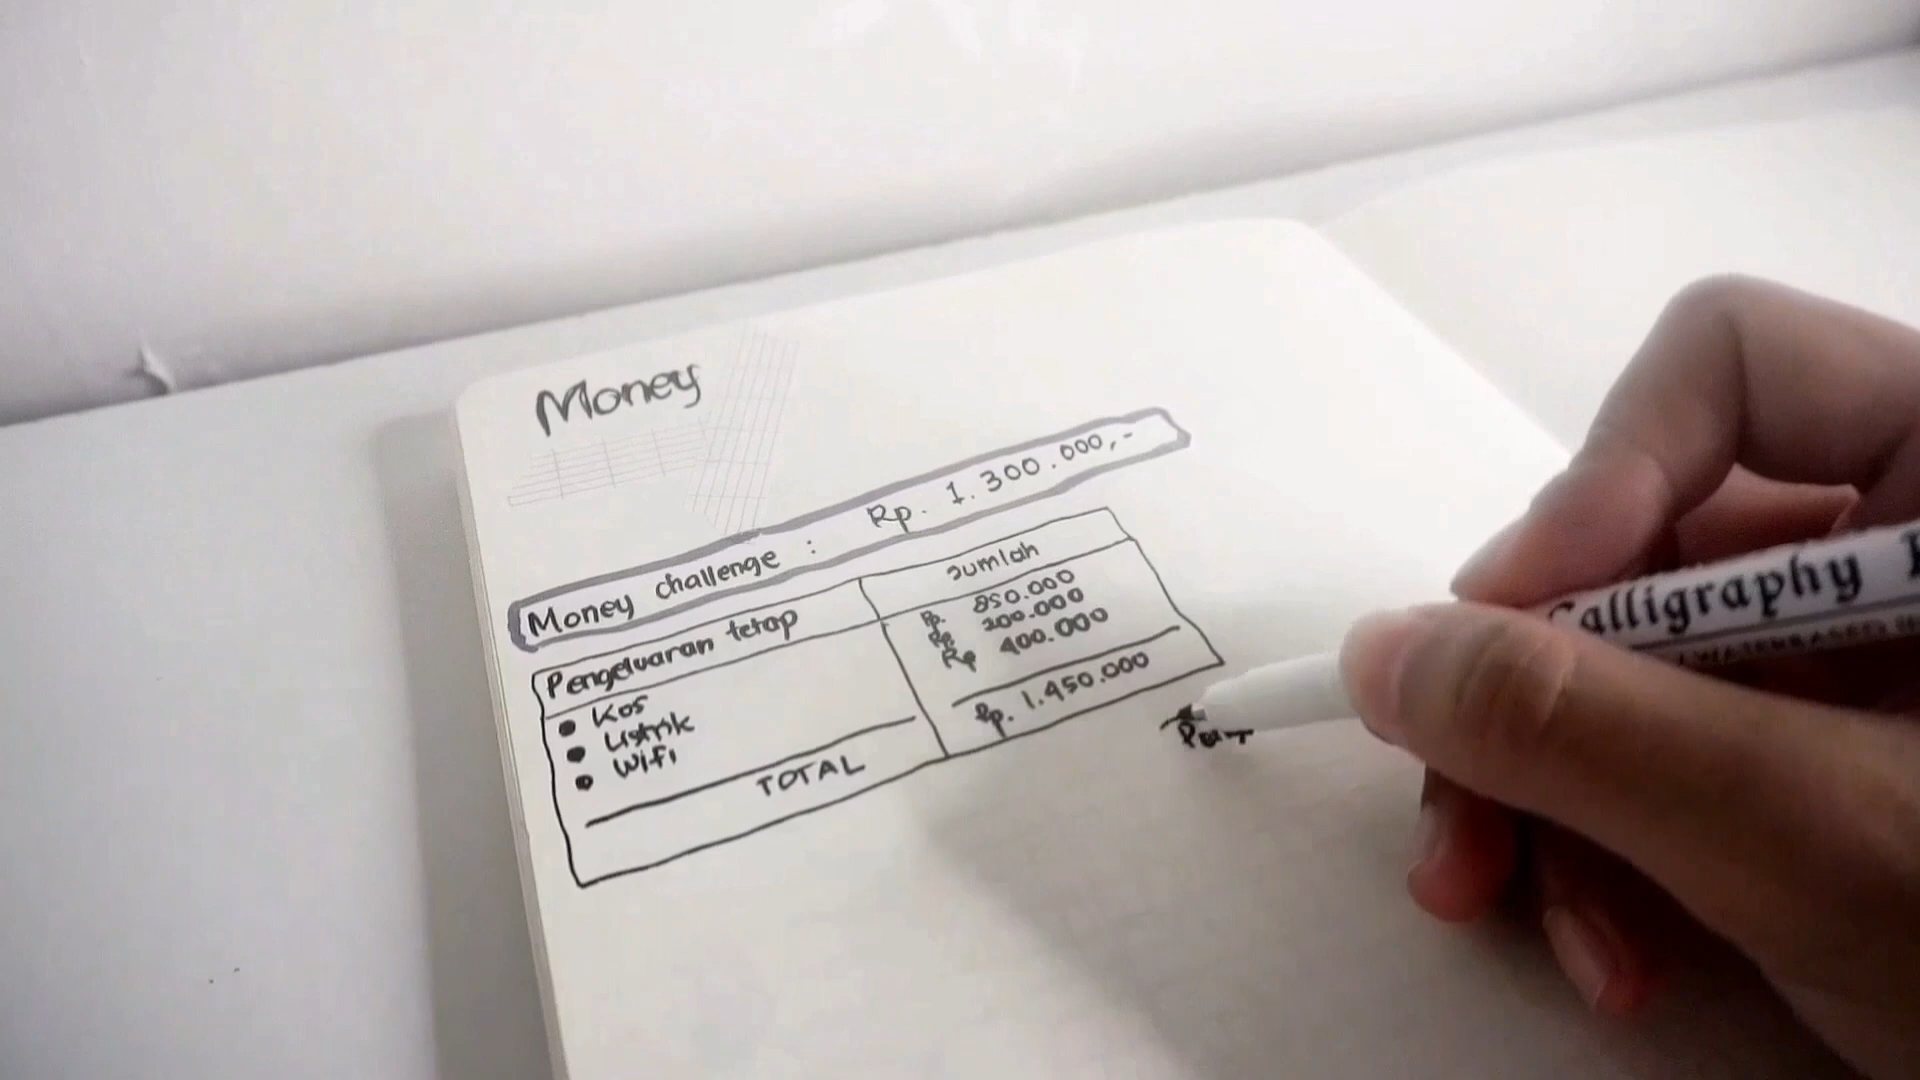 Money
Money challenge : Rp. 1.300.000,-
Pengeluaran tetap Jumlah
Kos Rp. 850.000
Listrik Rp. 200.000
Wifi Rp 400.000
TOTAL Rp. 1.450.000
Calligraphy